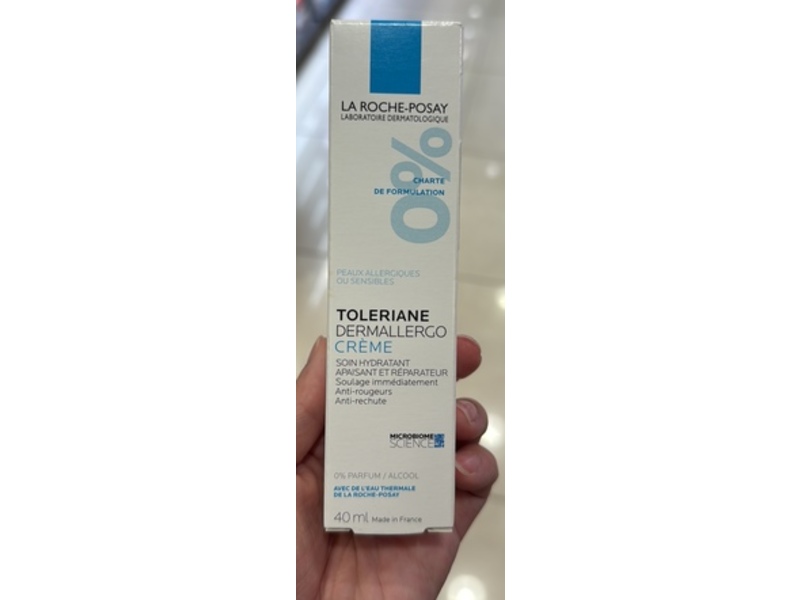 LA ROCHE-POSAY
LABORATOIRE DERMATOLOGIQUE
0%
CHARTE
DE FORMULATION
PEAUX ALLERGIQUES
OU SENSIBLES
TOLERIANE
DERMALLERGO
CRÈME
SOIN HYDRATANT
APAISANT ET RÉPARATEUR
Soulage immédiatement
Anti-rougeurs
Anti-rechute
MICROBIOME
SCIENCE
0% PARFUM / ALCOOL
AVEC DE L'EAU THERMALE
DE LA ROCHE-POSAY
40 ml Made in France